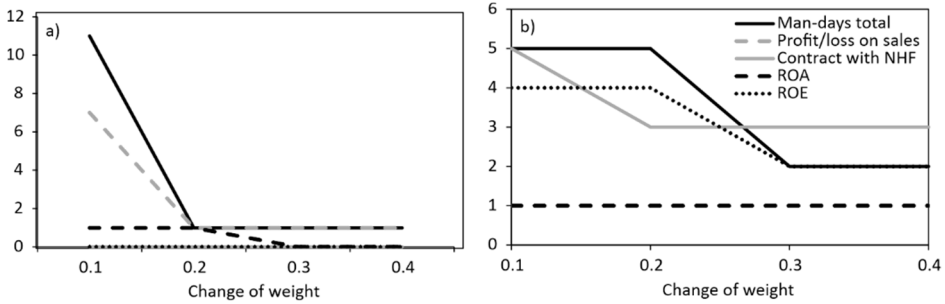 a)
12
10
8
6
4
2
0
0.1 0.2 0.3 0.4
Change of weight
b)
6
5
4
3
2
1
0
0.1 0.2 0.3 0.4
Change of weight
Man-days total
Profit/loss on sales
Contract with NHF
ROA
ROE